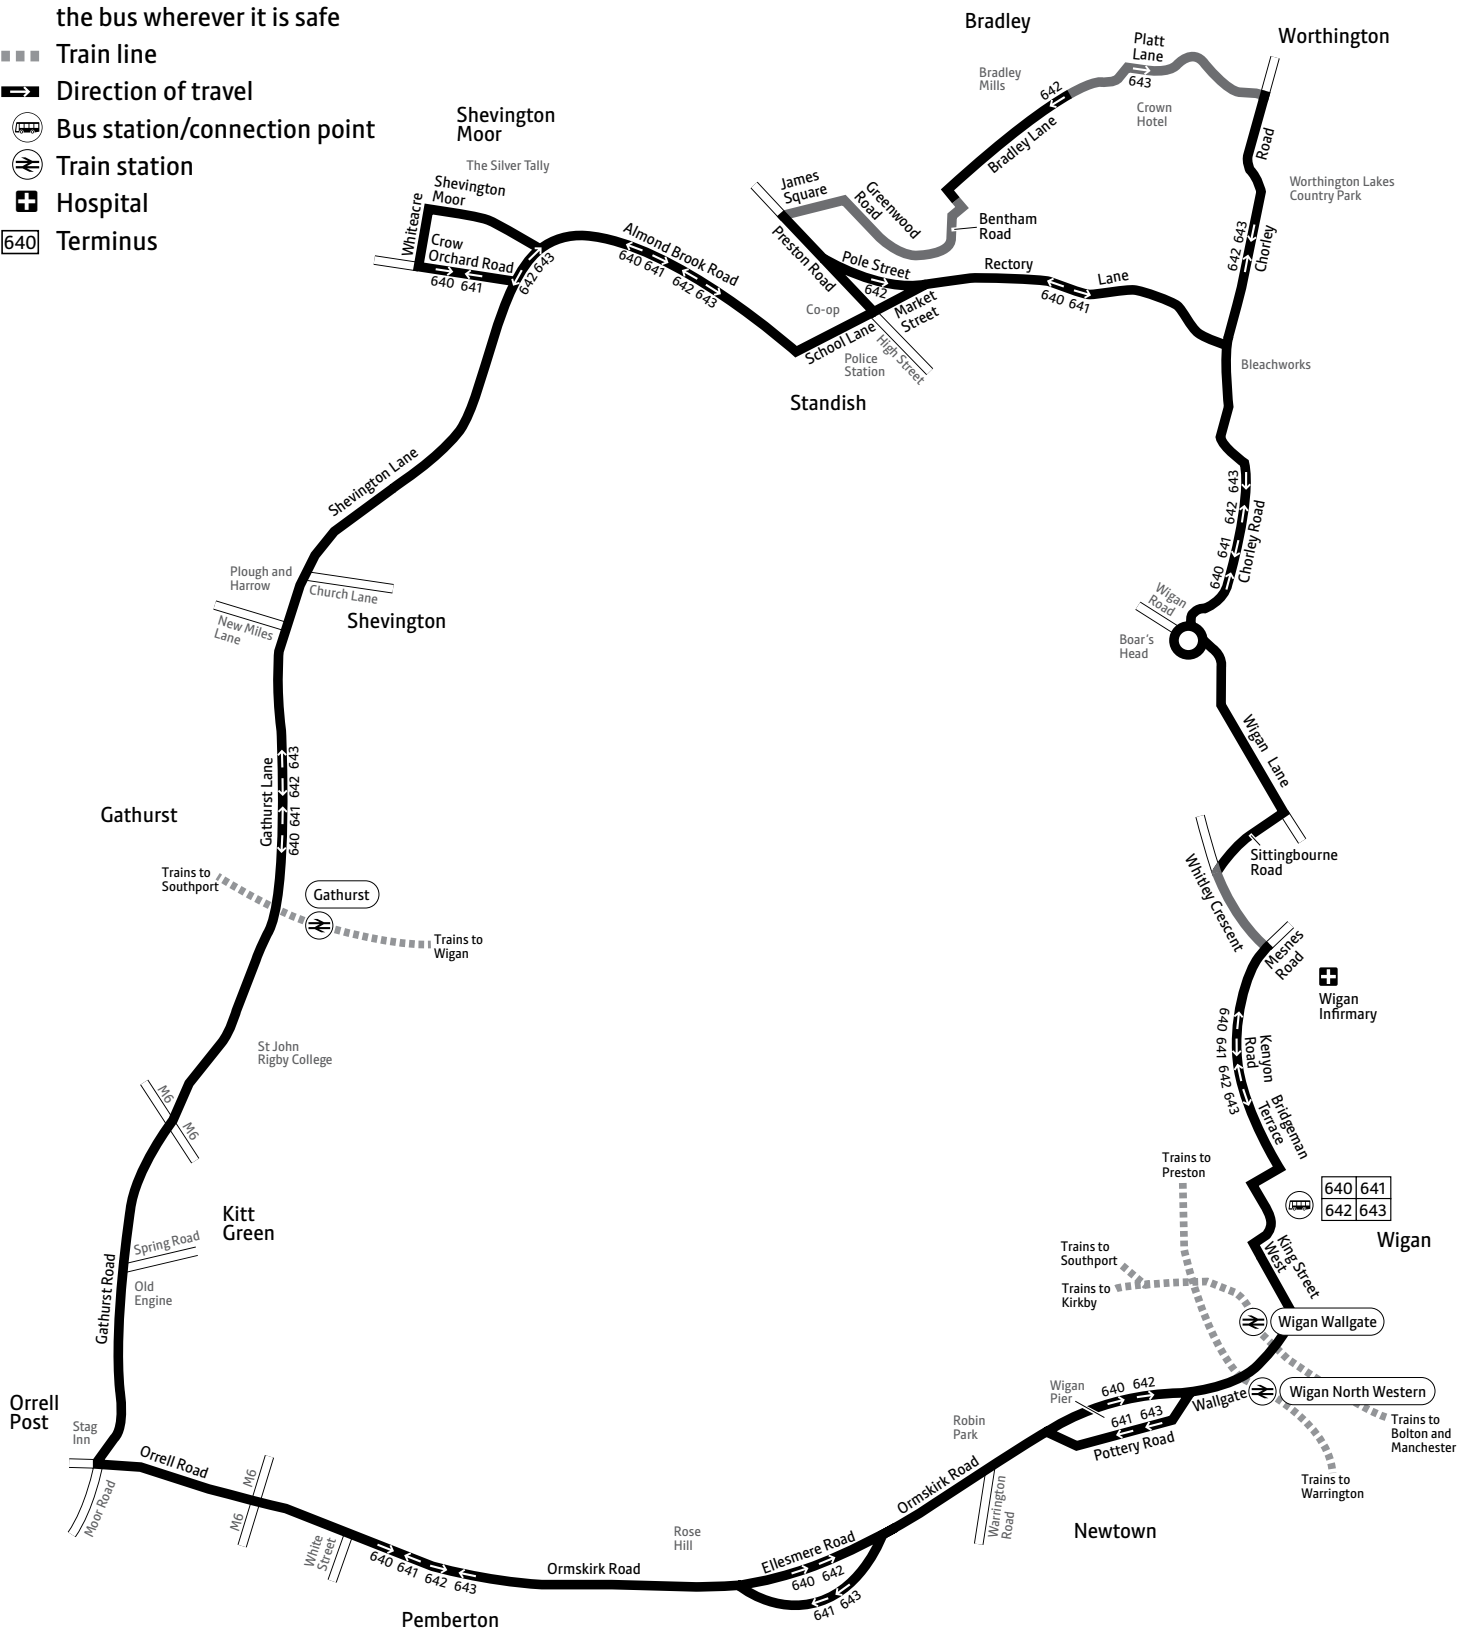 the bus wherever it is safe
Train line
Direction of travel
Bus station/connection point
Train station
Hospital
640 Terminus
Bradley
Worthington
Platt
Lane
643
Bradley
Mills
642
Crown
Hotel
Bradley Lane
Road
Worthington Lakes
Country Park
642 643
Chorley
Shevington
Moor
The Silver Tally
Shevington
Moor
Whiteacre
Crow
Orchard Road
640 641
642 643
Almond Brook Road
640 641
642 643
James
Square
Greenwood
Road
Bentham
Road
Preston Road
Pole Street
642
Rectory
Lane
640 641
Market
Street
Co-op
School Lane
High Street
Police
Station
Standish
Bleachworks
Shevington Lane
640 641 642 643
Chorley Road
Plough and
Harrow
Church Lane
New Miles
Lane
Shevington
Wigan
Road
Boar's
Head
Wigan Lane
Gathurst Lane
640 641 642 643
Gathurst
Trains to
Southport
Gathurst
Trains to
Wigan
Sittingbourne
Road
Whitley Crescent
Mesnes
Road
Wigan
Infirmary
St John
Rigby College
640 641 642 643
Kenyon
Road
Bridgeman
Terrace
M6
M6
Trains to
Preston
640 641
642 643
Wigan
Kitt
Green
Spring Road
Old
Engine
Gathurst Road
Trains to
Southport
Trains to
Kirkby
King Street
West
Wigan Wallgate
Wigan North Western
Wallgate
Trains to
Bolton and
Manchester
Trains to
Warrington
Wigan
Pier
640 642
641 643
Pottery Road
Orrell
Post
Stag
Inn
Moor Road
Orrell Road
M6
M6
White
Street
640 641 642 643
Pemberton
Ormskirk Road
Rose
Hill
Ellesmere Road
640 642
641 643
Ormskirk Road
Robin
Park
Warrington
Road
Newtown